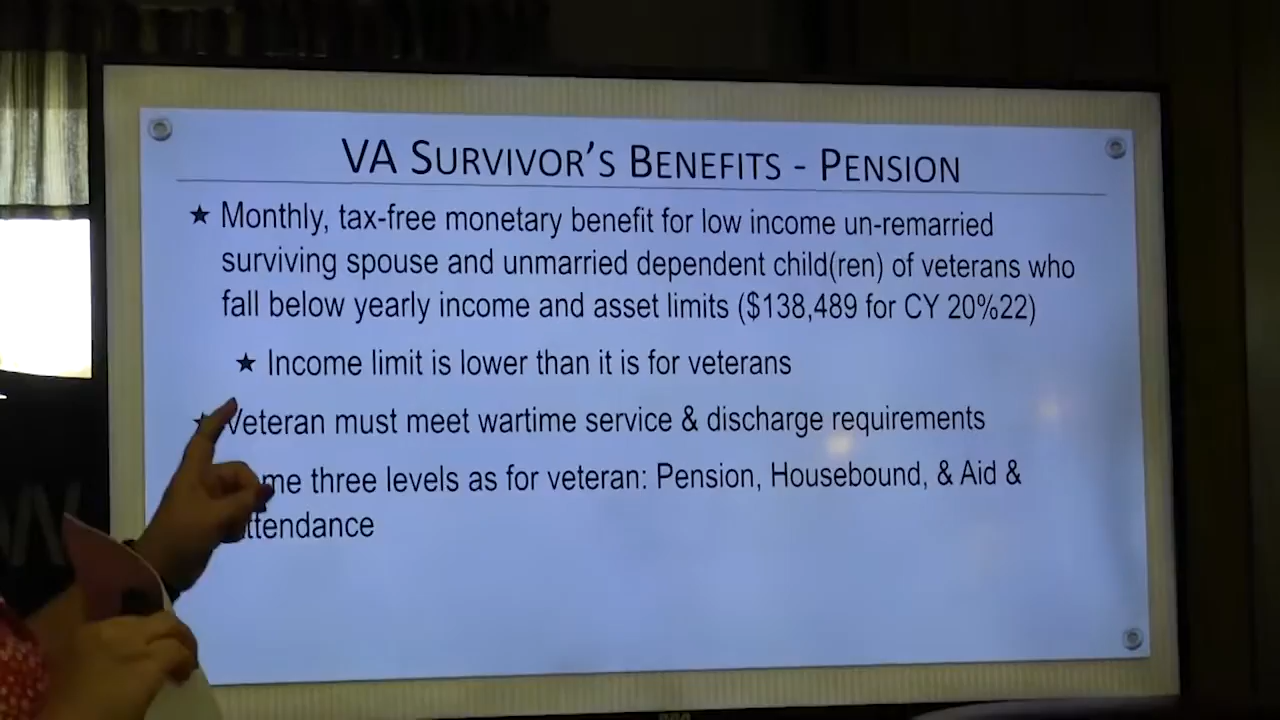 VA SURVIVOR'S BENEFITS - PENSION
Monthly, tax-free monetary benefit for low income un-remarried
surviving spouse and unmarried dependent child(ren) of veterans who
fall below yearly income and asset limits ($138,489 for CY 20%22)
Income limit is lower than it is for veterans
Veteran must meet wartime service & discharge requirements
three levels as for veteran: Pension, Housebound, & Aid &